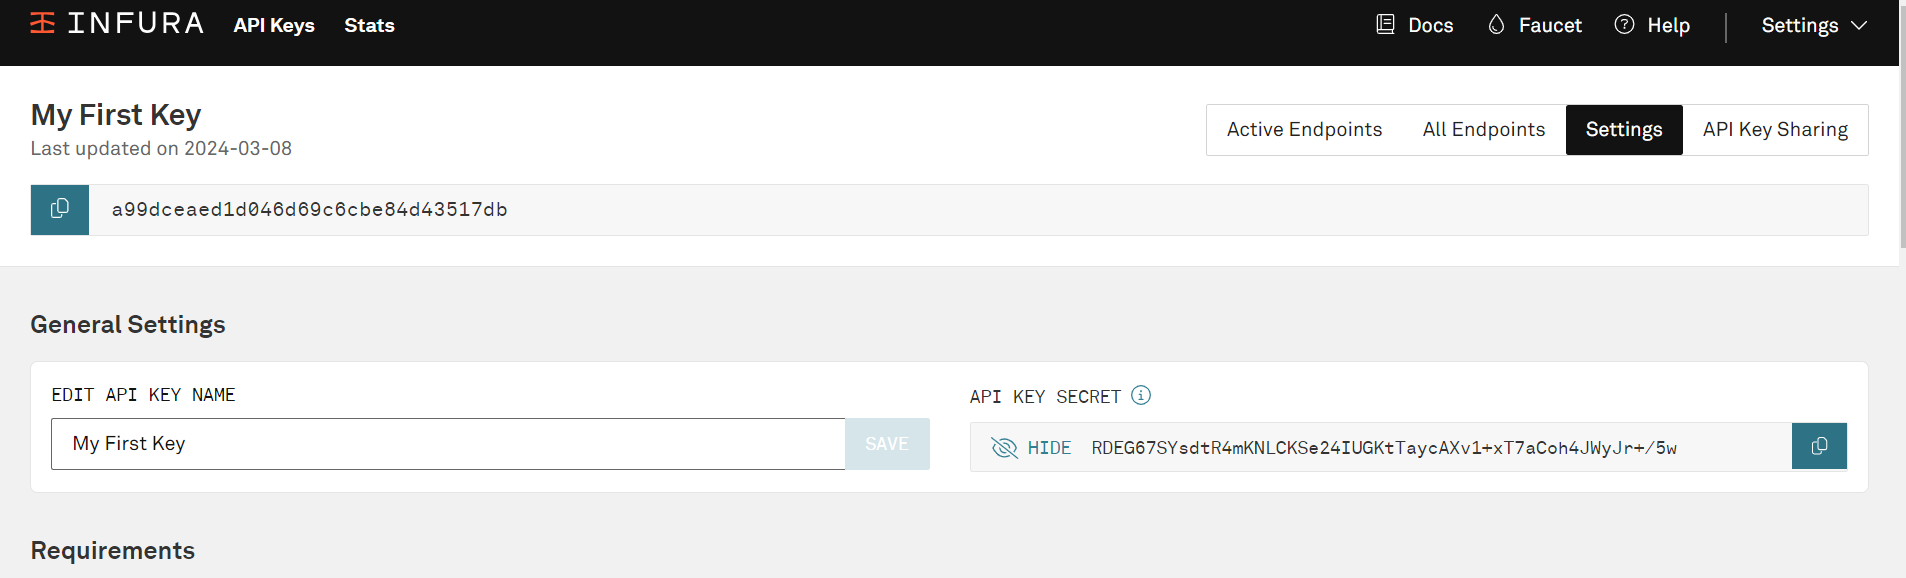 INFURA API Keys Stats Docs Faucet Help Settings
My First Key
Last updated on 2024-03-08
Active Endpoints All Endpoints Settings API Key Sharing
a99dceaed1d046d69c6cbe84d43517db
General Settings
EDIT API KEY NAME
My First Key SAVE
API KEY SECRET
HIDE RDEG67SYsdtR4mKNLCKSe24IUGKtTaycAXv1+xT7aCoh4JWyJr+/5w
Requirements